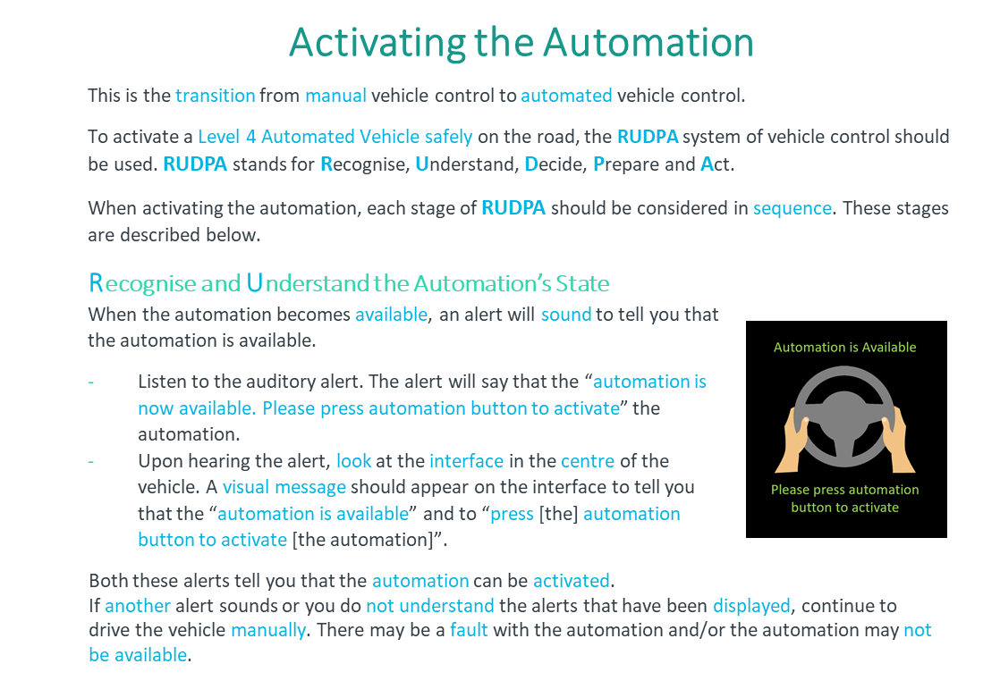 Activating the Automation
This is the transition from manual vehicle control to automated vehicle control.
To activate a Level 4 Automated Vehicle safely on the road, the RUDPA system of vehicle control should
be used. RUDPA stands for Recognise, Understand, Decide, Prepare and Act.
When activating the automation, each stage of RUDPA should be considered in sequence. These stages
are described below.
Recognise and Understand the Automation’s State
When the automation becomes available, an alert will sound to tell you that
the automation is available.
- Listen to the auditory alert. The alert will say that the “automation is
now available. Please press automation button to activate” the
automation.
- Upon hearing the alert, look at the interface in the centre of the
vehicle. A visual message should appear on the interface to tell you
that the “automation is available” and to “press [the] automation
button to activate [the automation]”.
Automation is Available
Please press automation
button to activate
Both these alerts tell you that the automation can be activated.
If another alert sounds or you do not understand the alerts that have been displayed, continue to
drive the vehicle manually. There may be a fault with the automation and/or the automation may not
be available.